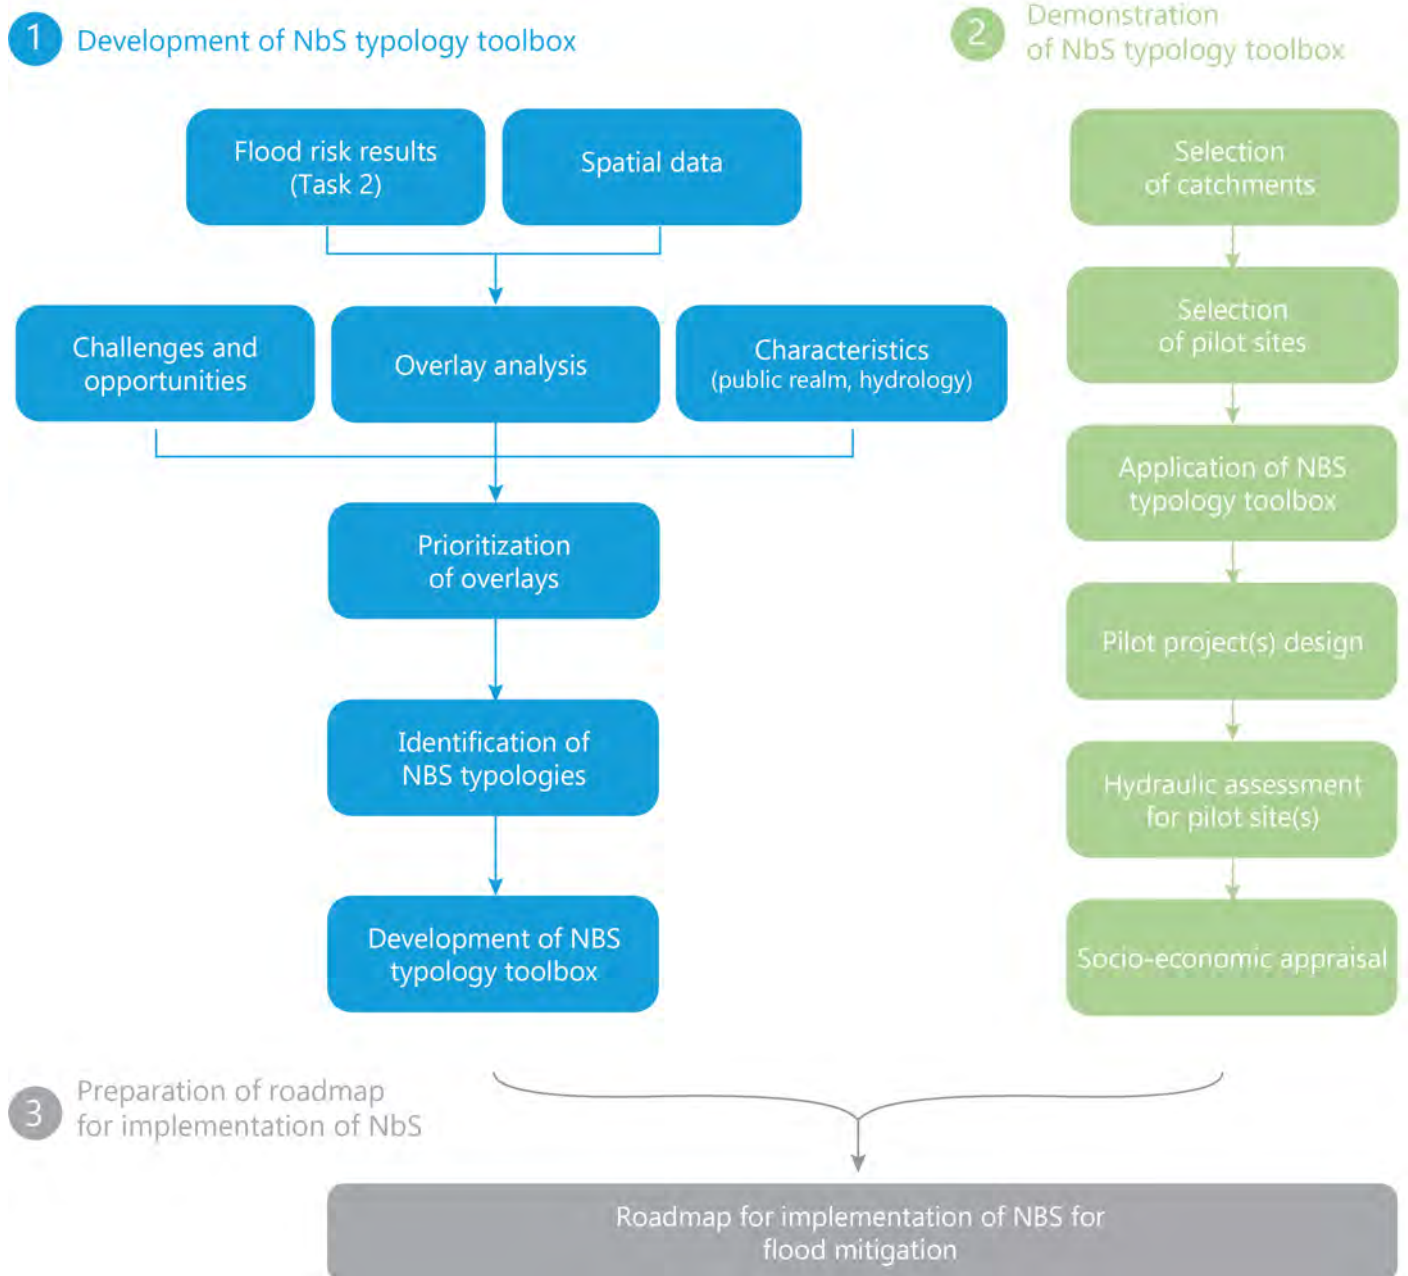 1
Development of NbS typology toolbox
Flood risk results
(Task 2)
Spatial data
Challenges and
opportunities
Overlay analysis
Characteristics
(public realm, hydrology)
Prioritization
of overlays
Identification of
NBS typologies
Development of NBS
typology toolbox
2
Demonstration
of NbS typology toolbox
Selection
of catchments
Selection
of pilot sites
Application of NBS
typology toolbox
Pilot project(s) design
Hydraulic assessment
for pilot site(s)
Socio-economic appraisal
3
Preparation of roadmap
for implementation of NbS
Roadmap for implementation of NBS for
flood mitigation